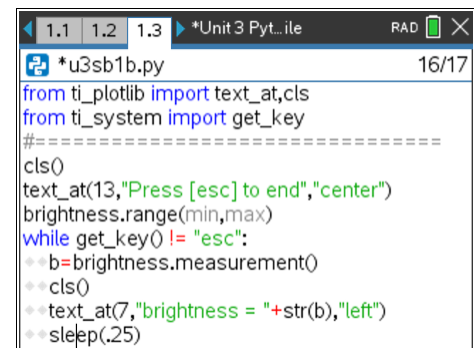 1.1 1.2 1.3 *Unit 3 Pyt…ile RAD
*u3sb1b.py 16/17
from ti_plotlib import text_at,cls
from ti_system import get_key
#=================================
cls()
text_at(13,"Press [esc] to end","center")
brightness.range(min,max)
while get_key() != "esc":
◆◆b=brightness.measurement()
◆◆cls()
◆◆text_at(7,"brightness = "+str(b),"left")
◆◆sleep(.25)